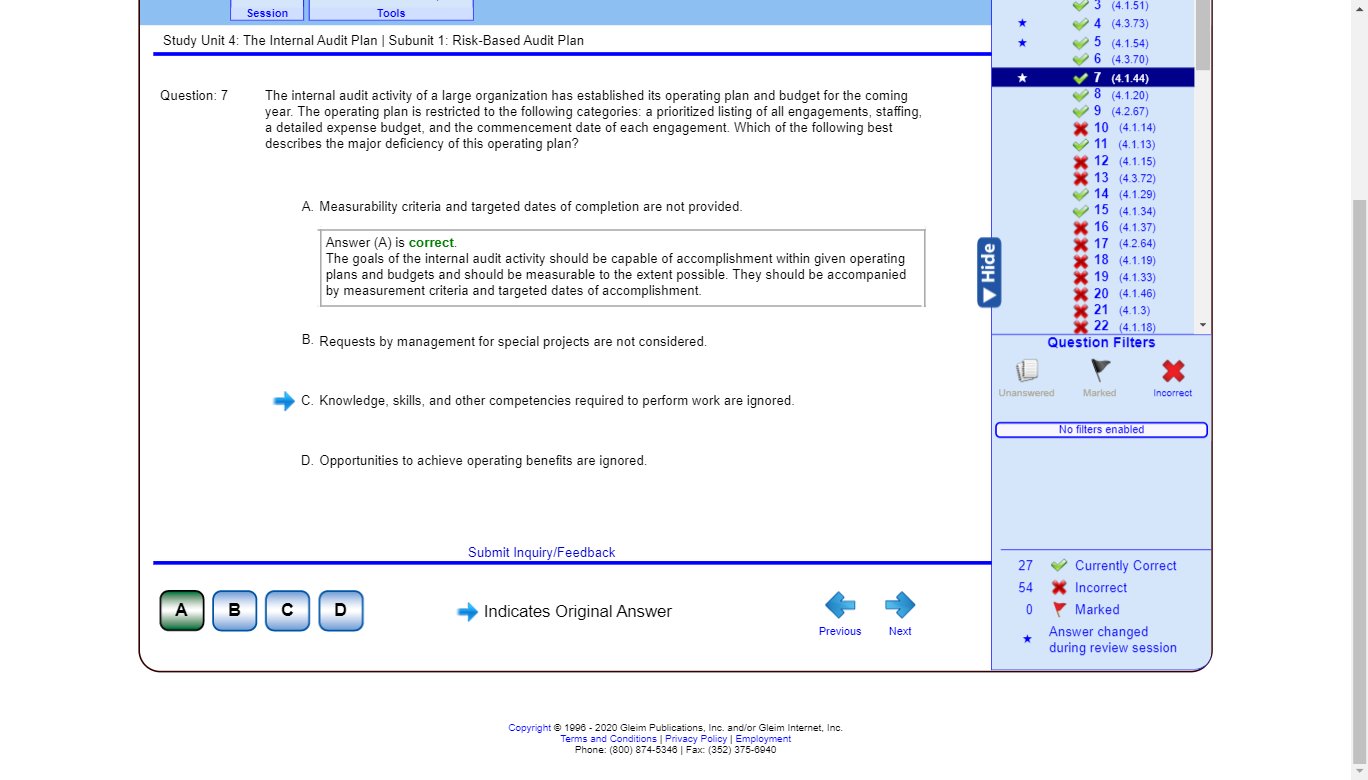 Session
Tools
Study Unit 4: The Internal Audit Plan | Subunit 1: Risk-Based Audit Plan
Question: 7
The internal audit activity of a large organization has established its operating plan and budget for the coming
year. The operating plan is restricted to the following categories: a prioritized listing of all engagements, staffing,
a detailed expense budget, and the commencement date of each engagement. Which of the following best
describes the major deficiency of this operating plan?
A. Measurability criteria and targeted dates of completion are not provided.
Answer (A) is correct.
The goals of the internal audit activity should be capable of accomplishment within given operating
plans and budgets and should be measurable to the extent possible. They should be accompanied
by measurement criteria and targeted dates of accomplishment.
B. Requests by management for special projects are not considered.
C. Knowledge, skills, and other competencies required to perform work are ignored.
D. Opportunities to achieve operating benefits are ignored.
Submit Inquiry/Feedback
A B C D
Indicates Original Answer
Previous
Next
3 (4.1.51)
4 (4.3.73)
5 (4.1.54)
6 (4.3.70)
7 (4.1.44)
8 (4.1.20)
9 (4.2.67)
10 (4.1.14)
11 (4.1.13)
12 (4.1.15)
13 (4.3.72)
14 (4.1.29)
15 (4.1.34)
16 (4.1.37)
17 (4.2.64)
18 (4.1.19)
19 (4.1.33)
20 (4.1.46)
21 (4.1.3)
22 (4.1.18)
Hide
Question Filters
Unanswered
Marked
Incorrect
No filters enabled
27 Currently Correct
54 Incorrect
0 Marked
Answer changed
during review session
Copyright © 1996 - 2020 Gleim Publications, Inc. and/or Gleim Internet, Inc.
Terms and Conditions | Privacy Policy | Employment
Phone: (800) 874-5346 | Fax: (352) 375-6940